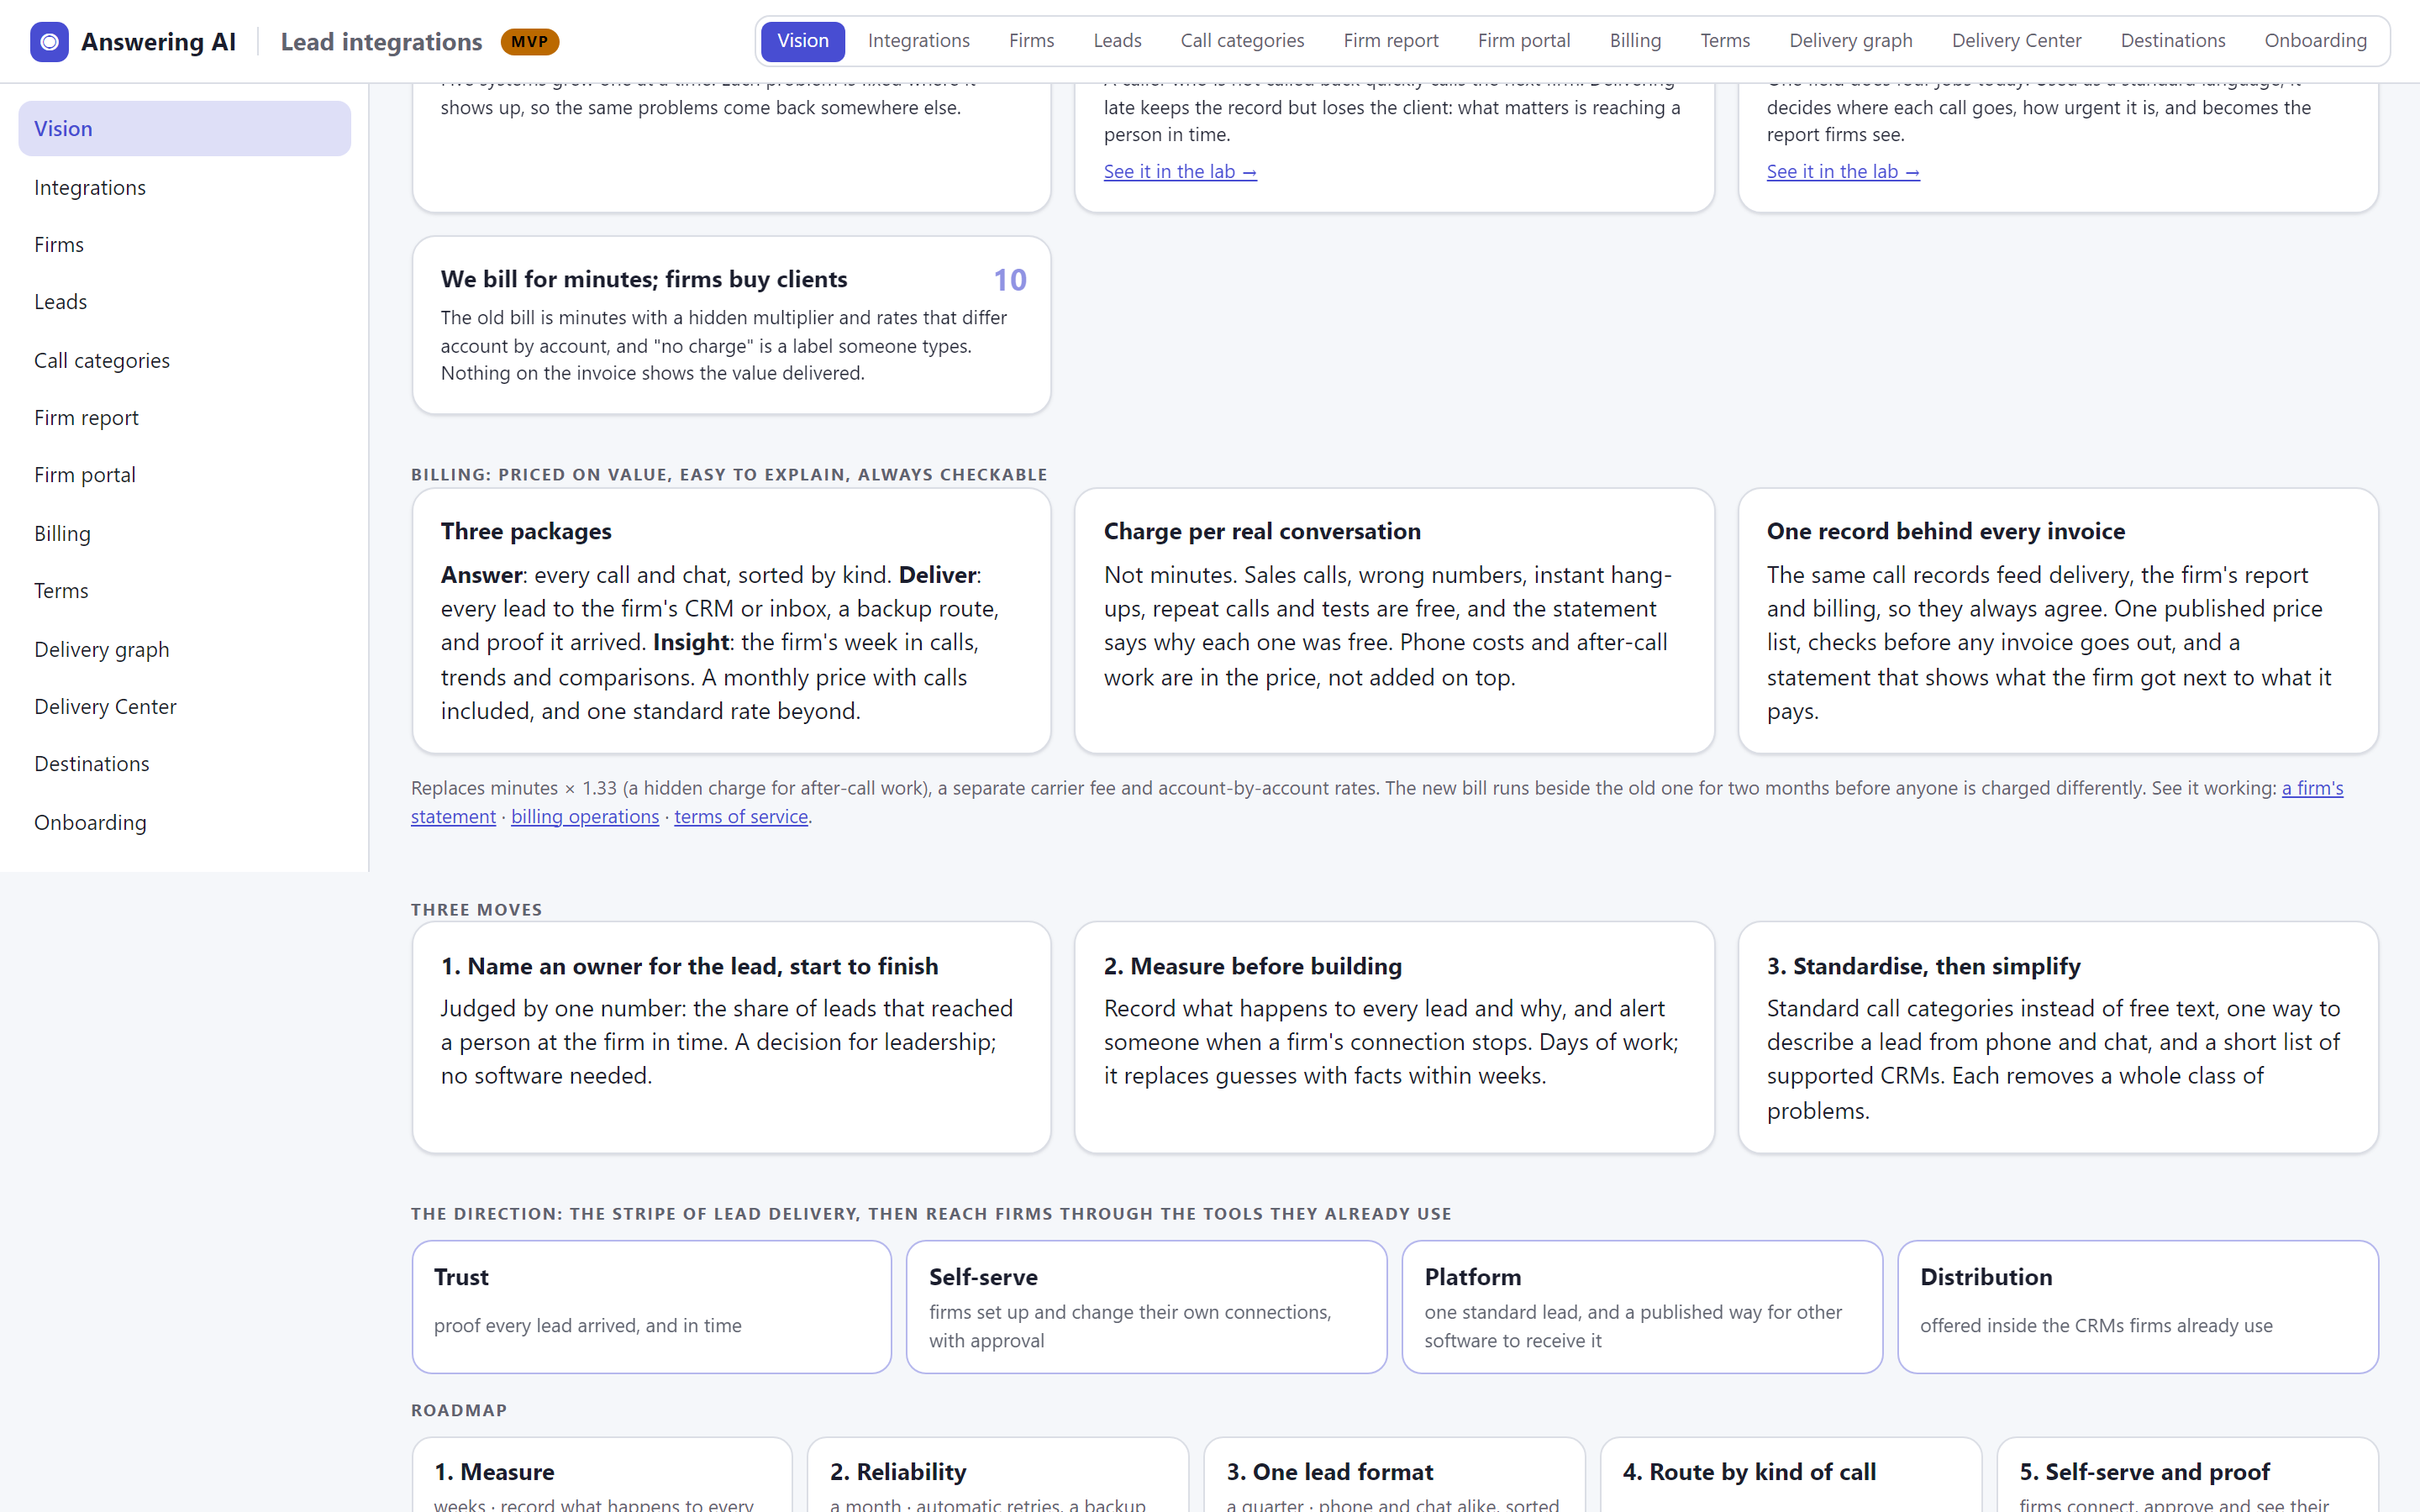 Answering AI
Lead integrations
MVP
Vision
Integrations
Firms
Leads
Call categories
Firm report
Firm portal
Billing
Terms
Delivery graph
Delivery Center
Destinations
Onboarding
Vision
Integrations
Firms
Leads
Call categories
Firm report
Firm portal
Billing
Terms
Delivery graph
Delivery Center
Destinations
Onboarding
shows up, so the same problems come back somewhere else.
late keeps the record but loses the client: what matters is reaching a
person in time.
See it in the lab →
decides where each call goes, how urgent it is, and becomes the
report firms see.
See it in the lab →
We bill for minutes; firms buy clients
10
The old bill is minutes with a hidden multiplier and rates that differ
account by account, and "no charge" is a label someone types.
Nothing on the invoice shows the value delivered.
BILLING: PRICED ON VALUE, EASY TO EXPLAIN, ALWAYS CHECKABLE
Three packages
Answer: every call and chat, sorted by kind. Deliver:
every lead to the firm's CRM or inbox, a backup route,
and proof it arrived. Insight: the firm's week in calls,
trends and comparisons. A monthly price with calls
included, and one standard rate beyond.
Charge per real conversation
Not minutes. Sales calls, wrong numbers, instant hang-
ups, repeat calls and tests are free, and the statement
says why each one was free. Phone costs and after-call
work are in the price, not added on top.
One record behind every invoice
The same call records feed delivery, the firm's report
and billing, so they always agree. One published price
list, checks before any invoice goes out, and a
statement that shows what the firm got next to what it
pays.
Replaces minutes × 1.33 (a hidden charge for after-call work), a separate carrier fee and account-by-account rates. The new bill runs beside the old one for two months before anyone is charged differently. See it working: a firm's
statement · billing operations · terms of service.
THREE MOVES
1. Name an owner for the lead, start to finish
Judged by one number: the share of leads that reached
a person at the firm in time. A decision for leadership;
no software needed.
2. Measure before building
Record what happens to every lead and why, and alert
someone when a firm's connection stops. Days of work;
it replaces guesses with facts within weeks.
3. Standardise, then simplify
Standard call categories instead of free text, one way to
describe a lead from phone and chat, and a short list of
supported CRMs. Each removes a whole class of
problems.
THE DIRECTION: THE STRIPE OF LEAD DELIVERY, THEN REACH FIRMS THROUGH THE TOOLS THEY ALREADY USE
Trust
proof every lead arrived, and in time
Self-serve
firms set up and change their own connections,
with approval
Platform
one standard lead, and a published way for other
software to receive it
Distribution
offered inside the CRMs firms already use
ROADMAP
1. Measure
weeks · record what happens to every
2. Reliability
a month · automatic retries, a backup
3. One lead format
a quarter · phone and chat alike, sorted
4. Route by kind of call
5. Self-serve and proof
firms connect, approve and see their